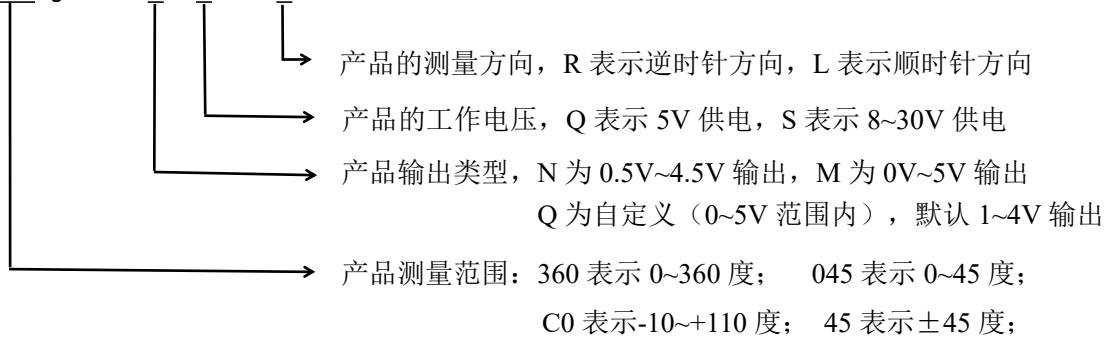 产品的测量方向，R 表示逆时针方向，L 表示顺时针方向
产品的工作电压，Q 表示 5V 供电，S 表示 8~30V 供电
产品输出类型，N 为 0.5V~4.5V 输出，M 为 0V~5V 输出
Q 为自定义（0~5V 范围内），默认 1~4V 输出
产品测量范围：360 表示 0~360 度； 045 表示 0~45 度；
C0 表示-10~+110 度； 45 表示±45 度；